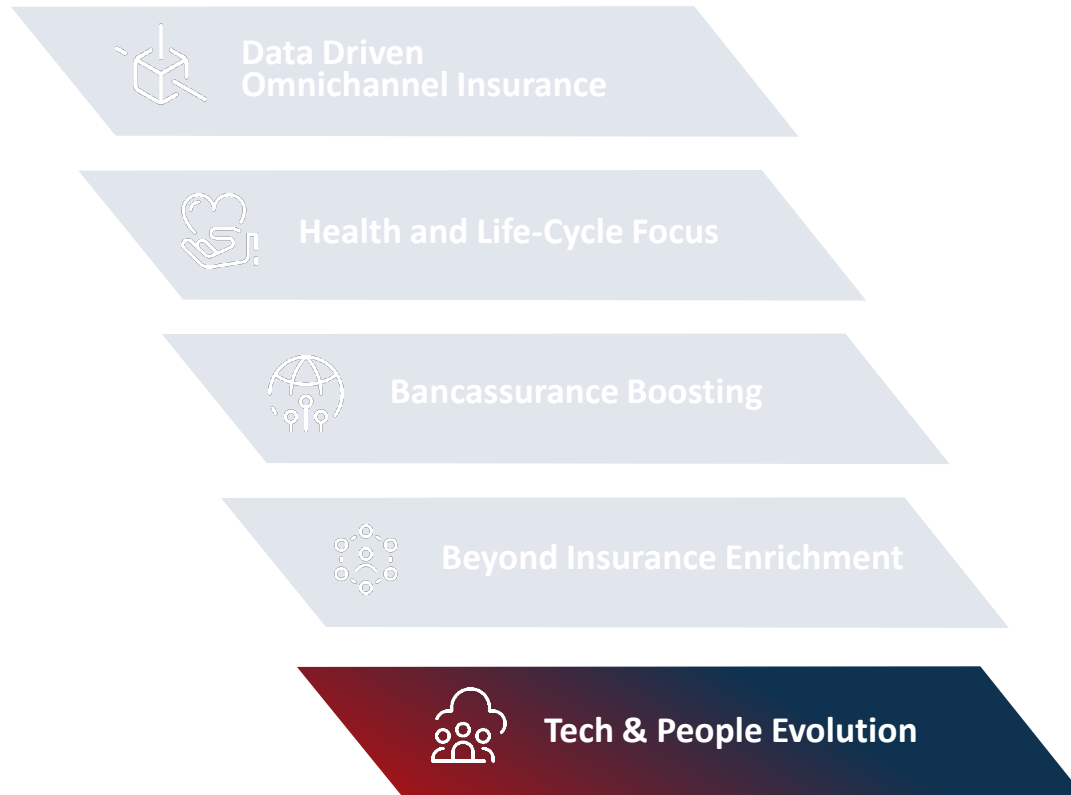 Data Driven
Omnichannel Insurance
Health and Life-Cycle Focus
Bancassurance Boosting
Beyond Insurance Enrichment
Tech & People Evolution